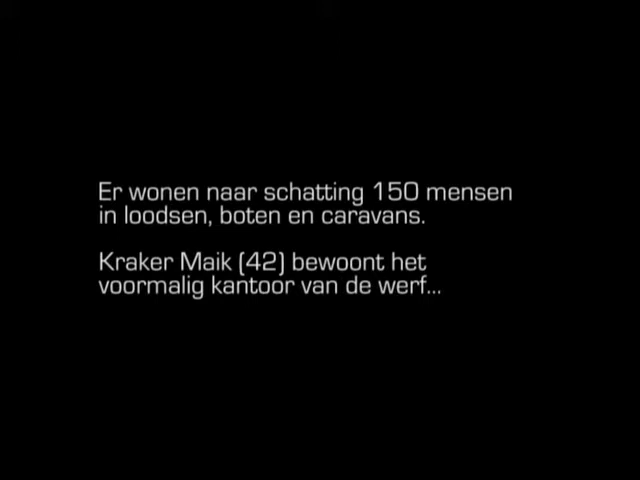 Er wonen naar schatting 150 mensen
in loodsen, boten en caravans.
Kraker Maik (42) bewoont het
voormalig kantoor van de werf...